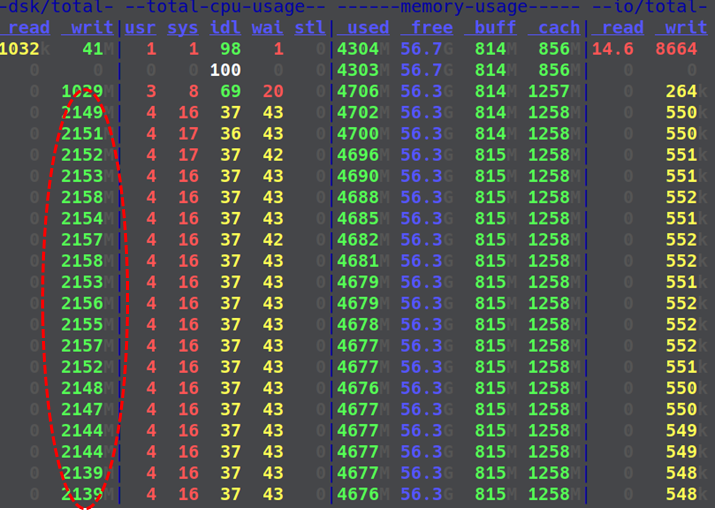 -dsk/total- --total-cpu-usage-- ------memory-usage----- --io/total-
read writ|usr sys idl wai stl| used free buff cach| read writ
1032k 41M| 1 1 98 1 0|4304M 56.7G 814M 856M|14.6 8664
0 0 | 0 0 100 0 0|4303M 56.7G 814M 856M| 0 0
0 1029M| 3 8 69 20 0|4706M 56.3G 814M 1257M| 0 264k
0 2149M| 4 16 37 43 0|4702M 56.3G 814M 1258M| 0 550k
0 2151M| 4 17 36 43 0|4700M 56.3G 814M 1258M| 0 550k
0 2152M| 4 17 37 42 0|4696M 56.3G 815M 1258M| 0 551k
0 2153M| 4 16 37 43 0|4690M 56.3G 815M 1258M| 0 552k
0 2158M| 4 16 37 43 0|4688M 56.3G 815M 1258M| 0 552k
0 2154M| 4 16 37 43 0|4685M 56.3G 815M 1258M| 0 551k
0 2157M| 4 16 37 42 0|4682M 56.3G 815M 1258M| 0 552k
0 2158M| 4 16 37 43 0|4681M 56.3G 815M 1258M| 0 552k
0 2153M| 4 16 37 43 0|4679M 56.3G 815M 1258M| 0 551k
0 2156M| 4 16 37 43 0|4679M 56.3G 815M 1258M| 0 552k
0 2155M| 4 16 37 43 0|4678M 56.3G 815M 1258M| 0 552k
0 2157M| 4 16 37 43 0|4677M 56.3G 815M 1258M| 0 552k
0 2152M| 4 16 37 43 0|4677M 56.3G 815M 1258M| 0 551k
0 2148M| 4 16 37 43 0|4676M 56.3G 815M 1258M| 0 550k
0 2147M| 4 16 37 43 0|4677M 56.3G 815M 1258M| 0 550k
0 2144M| 4 16 37 43 0|4677M 56.3G 815M 1258M| 0 549k
0 2144M| 4 16 37 43 0|4677M 56.3G 815M 1258M| 0 549k
0 2139M| 4 16 37 43 0|4677M 56.3G 815M 1258M| 0 548k
0 2139M| 4 16 37 43 0|4676M 56.3G 815M 1258M| 0 548k